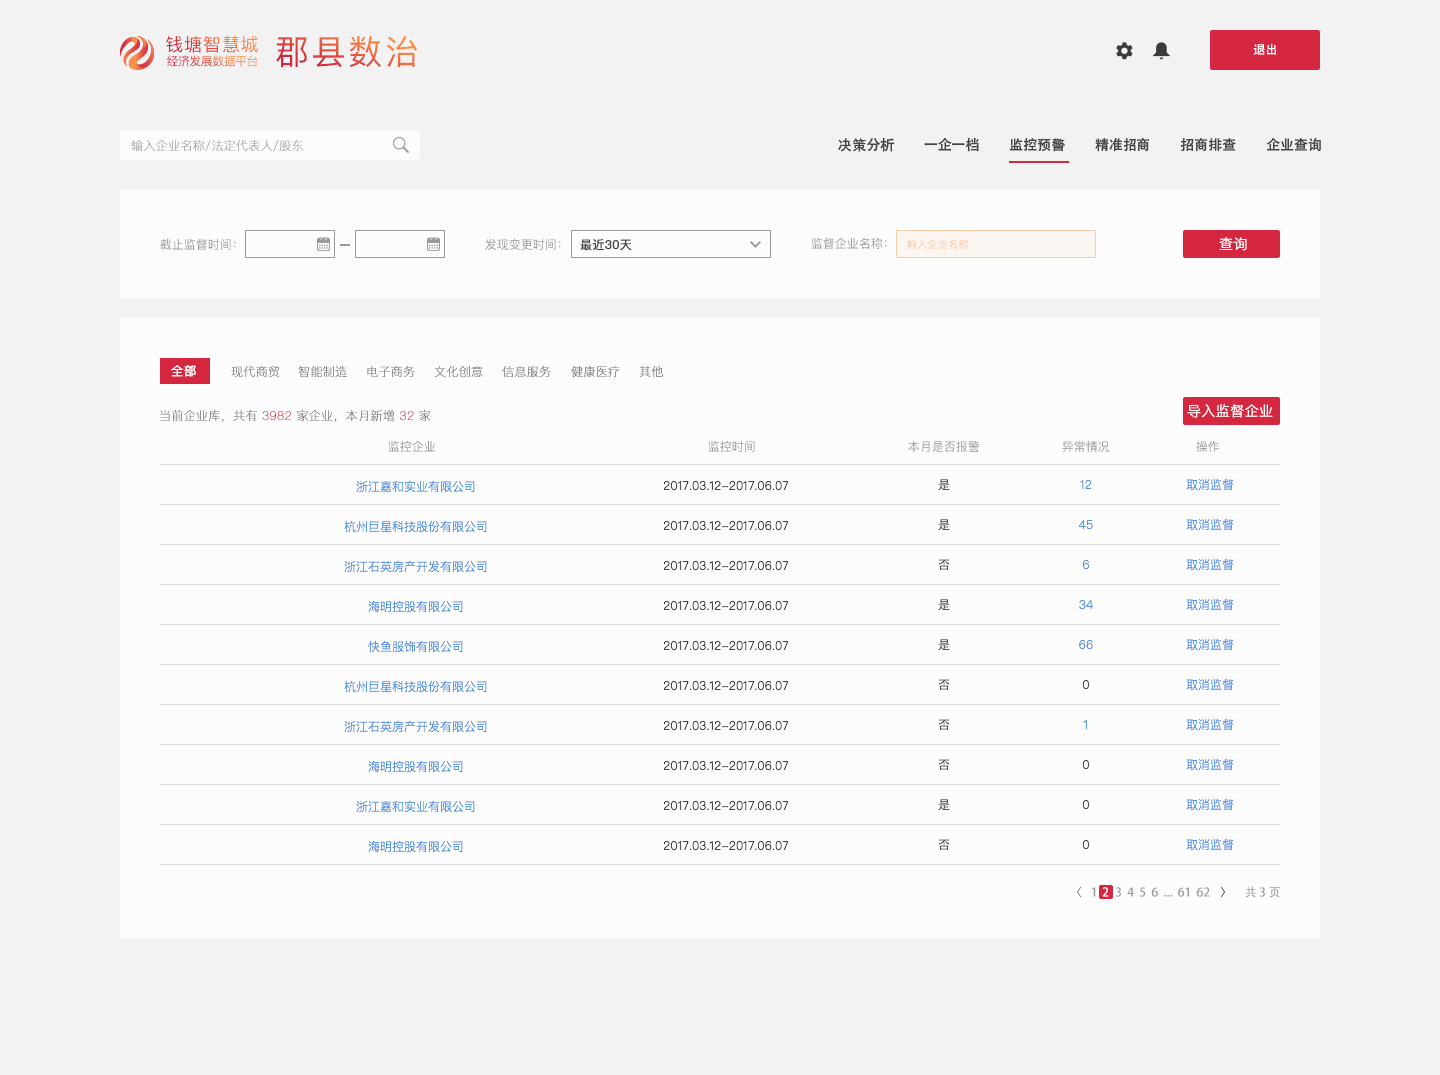 钱塘智慧城
经济发展数据平台
郡县数治
退出
输入企业名称/法定代表人/股东
决策分析 一企一档 监控预警 精准招商 招商排查 企业查询
截止监督时间： — 发现变更时间： 最近30天 监督企业名称： 输入企业名称 查询
全部 现代商贸 智能制造 电子商务 文化创意 信息服务 健康医疗 其他
当前企业库，共有 3982 家企业，本月新增 32 家
导入监督企业
监控企业 监控时间 本月是否报警 异常情况 操作
浙江嘉和实业有限公司 2017.03.12–2017.06.07 是 12 取消监督
杭州巨星科技股份有限公司 2017.03.12–2017.06.07 是 45 取消监督
浙江石英房产开发有限公司 2017.03.12–2017.06.07 否 6 取消监督
海明控股有限公司 2017.03.12–2017.06.07 是 34 取消监督
快鱼服饰有限公司 2017.03.12–2017.06.07 是 66 取消监督
杭州巨星科技股份有限公司 2017.03.12–2017.06.07 否 0 取消监督
浙江石英房产开发有限公司 2017.03.12–2017.06.07 否 1 取消监督
海明控股有限公司 2017.03.12–2017.06.07 否 0 取消监督
浙江嘉和实业有限公司 2017.03.12–2017.06.07 是 0 取消监督
海明控股有限公司 2017.03.12–2017.06.07 否 0 取消监督
1 2 3 4 5 6 ... 61 62 共 3 页